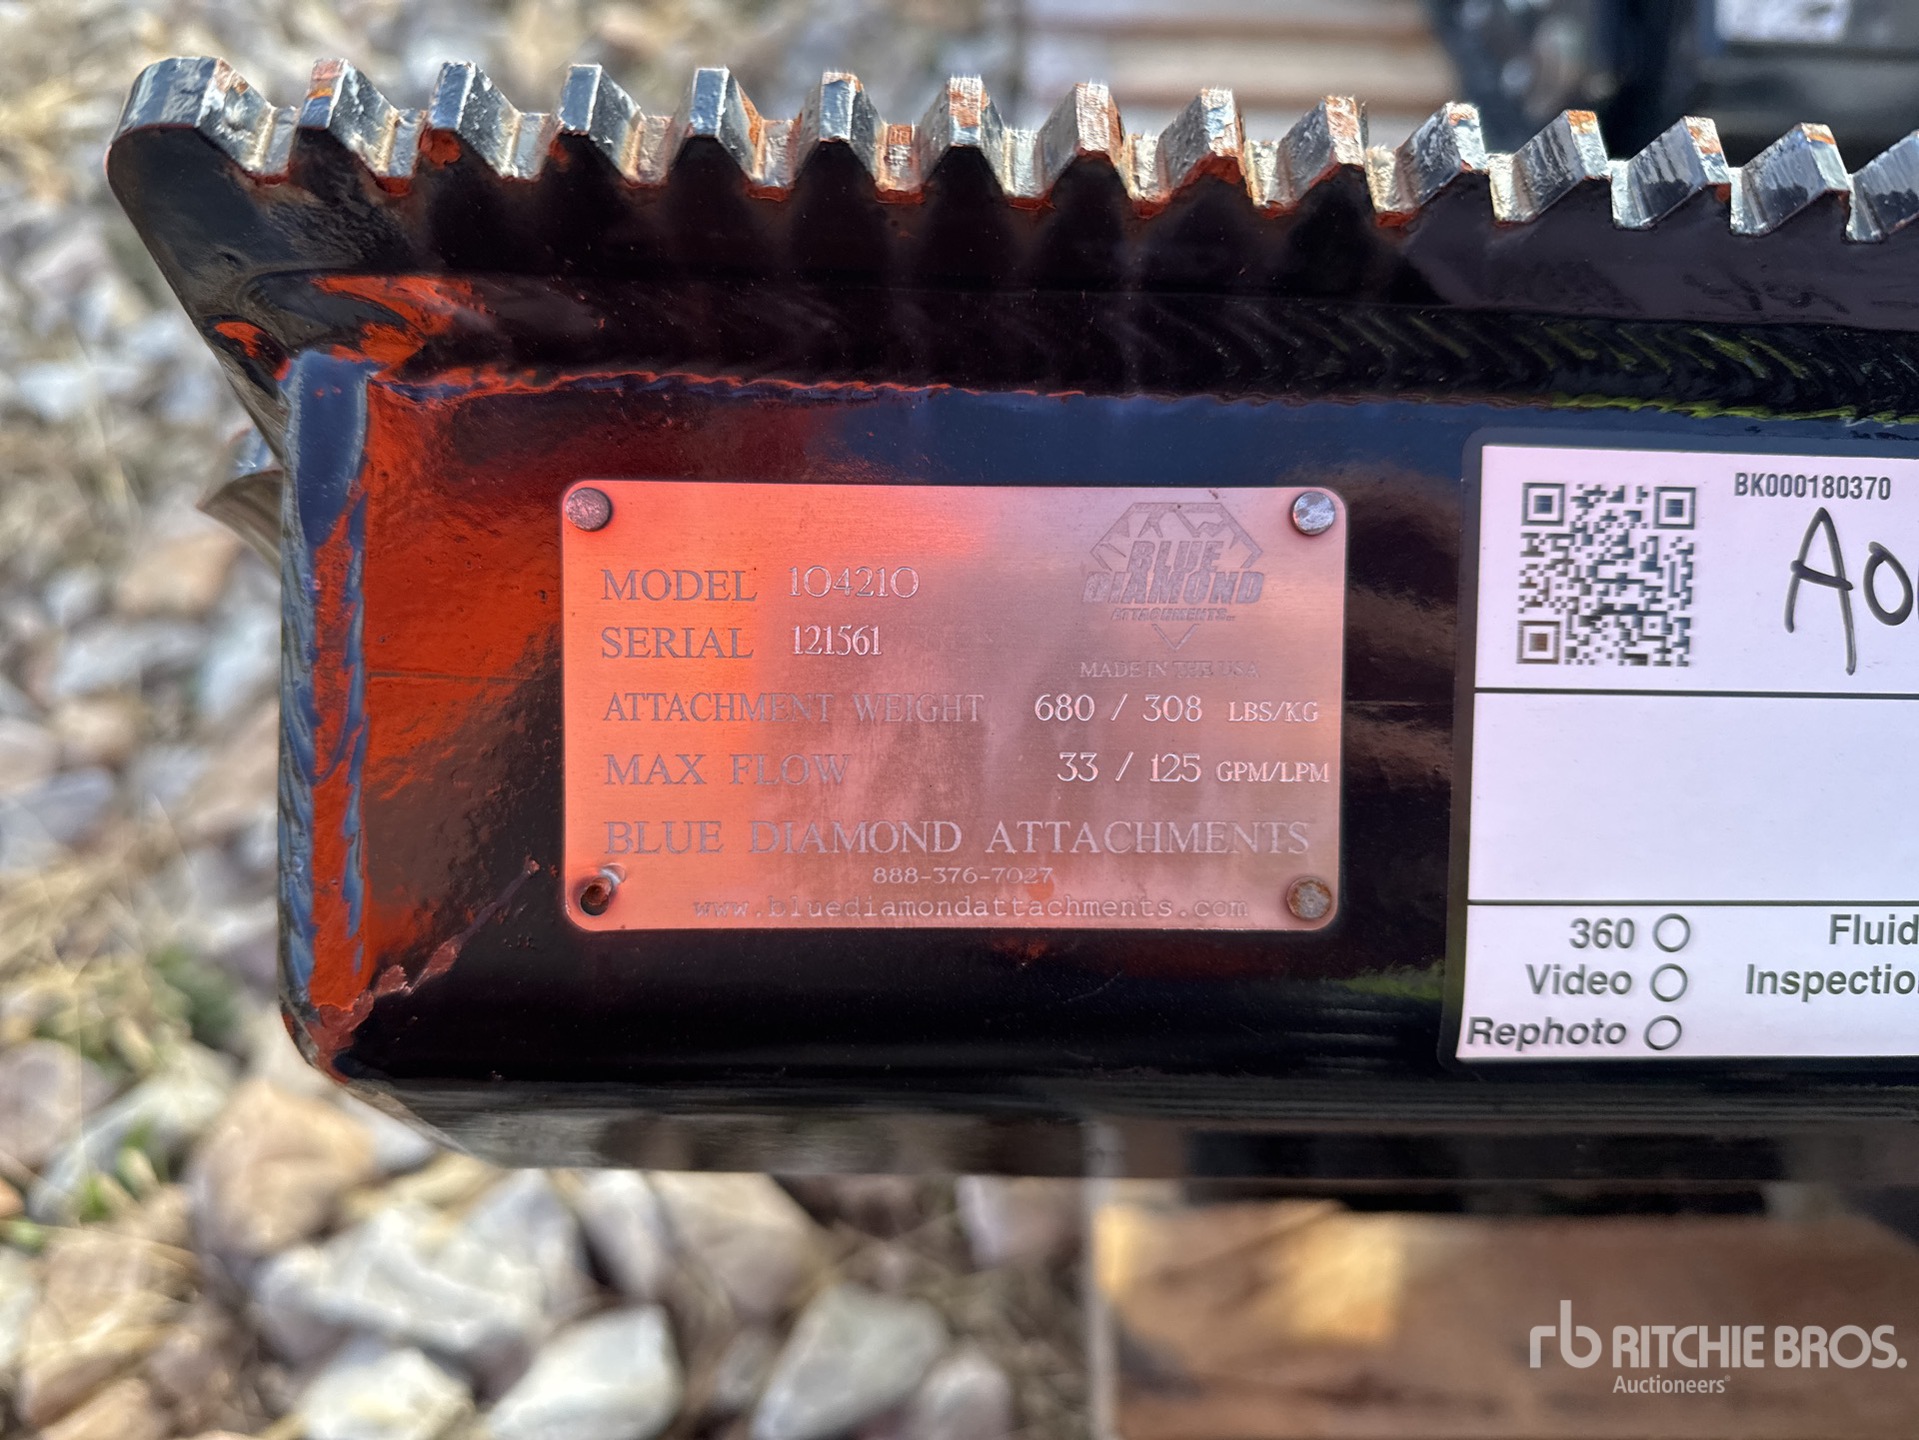 BLUE
DIAMOND
ATTACHMENTS
MADE IN THE USA
MODEL 104210
SERIAL 121561
ATTACHMENT WEIGHT 680 / 308 LBS/KG
MAX FLOW 33 / 125 GPM/LPM
BLUE DIAMOND ATTACHMENTS
888-376-7027
www.bluediamondattachments.com
BK000180370
360 Fluid
Video Inspectio
Rephoto
rb RITCHIE BROS.
Auctioneers